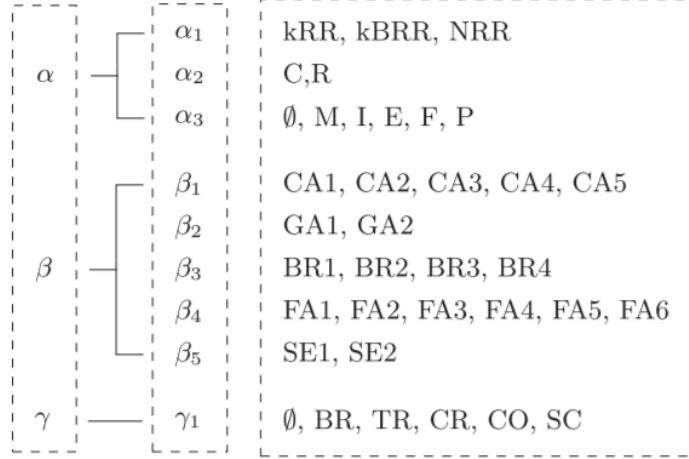 α₁ kRR, kBRR, NRR
α α₂ C,R
α₃ ∅, M, I, E, F, P
β₁ CA1, CA2, CA3, CA4, CA5
β₂ GA1, GA2
β β₃ BR1, BR2, BR3, BR4
β₄ FA1, FA2, FA3, FA4, FA5, FA6
β₅ SE1, SE2
γ γ₁ ∅, BR, TR, CR, CO, SC